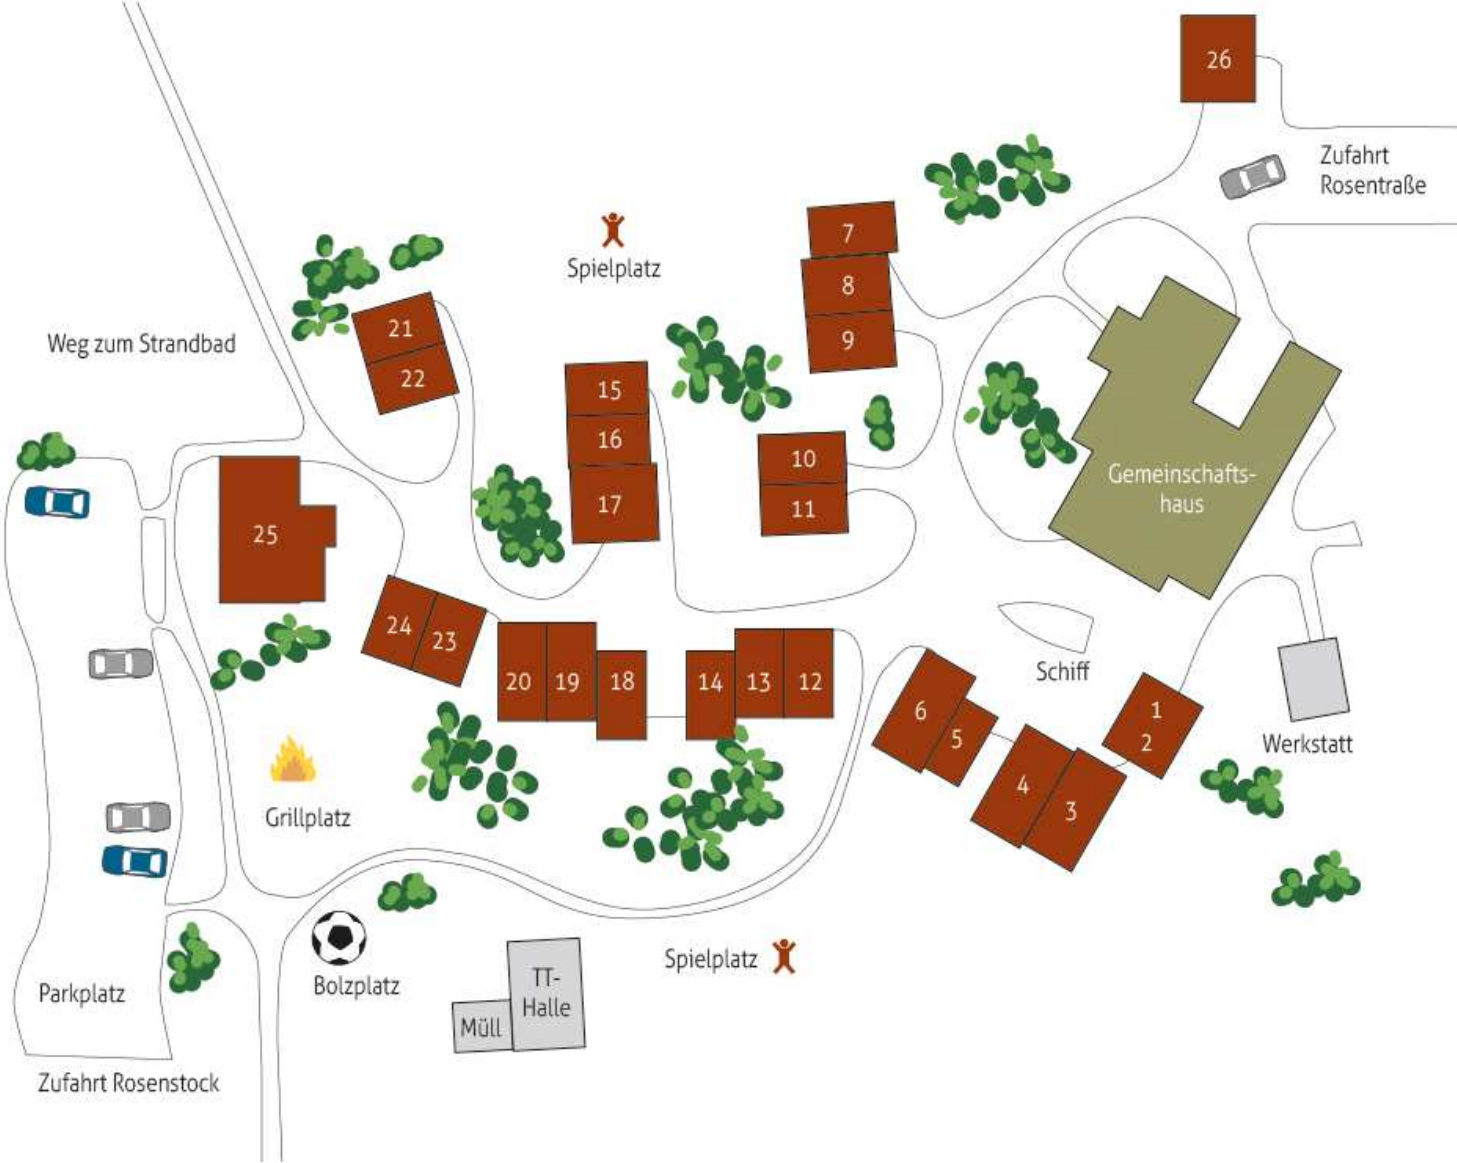 26
Zufahrt
Rosentraße
7
Spielplatz
8
21
Weg zum Strandbad
9
22
15
16
10
Gemeinschafts-
haus
17
11
25
24
23
Schiff
20
19
18
14
13
12
6
5
1
2
Werkstatt
4
3
Grillplatz
Spielplatz
Bolzplatz
TT-
Halle
Parkplatz
Müll
Zufahrt Rosenstock